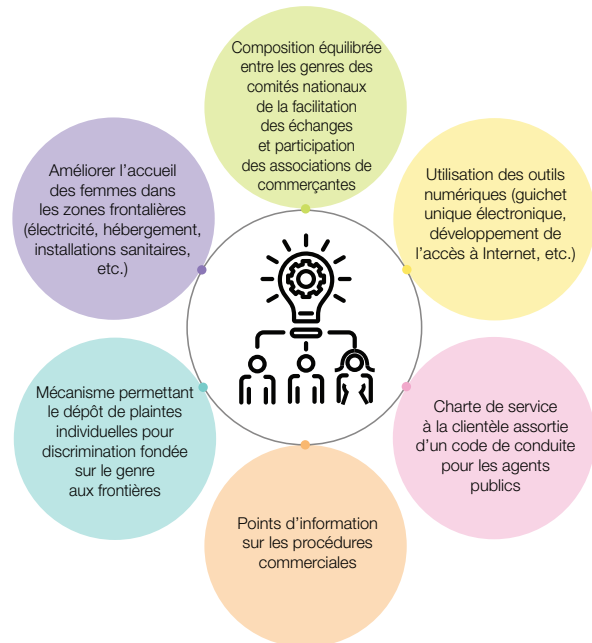 Composition équilibrée
entre les genres des
comités nationaux
de la facilitation
des échanges
et participation
des associations de
commerçantes
Utilisation des outils
numériques (guichet
unique électronique,
développement de
l’accès à Internet, etc.)
Charte de service
à la clientèle assortie
d’un code de conduite
pour les agents
publics
Points d’information
sur les procédures
commerciales
Mécanisme permettant
le dépôt de plaintes
individuelles pour
discrimination fondée
sur le genre
aux frontières
Améliorer l’accueil
des femmes dans
les zones frontalières
(électricité, hébergement,
installations sanitaires,
etc.)